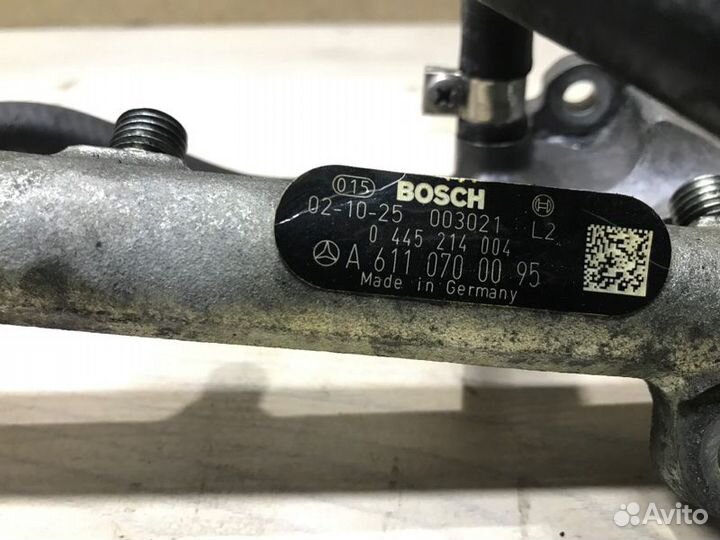 015 BOSCH
02-10-25 003021 L2
0 445 214 004
A 611 070 00 95
Made in Germany
Avito